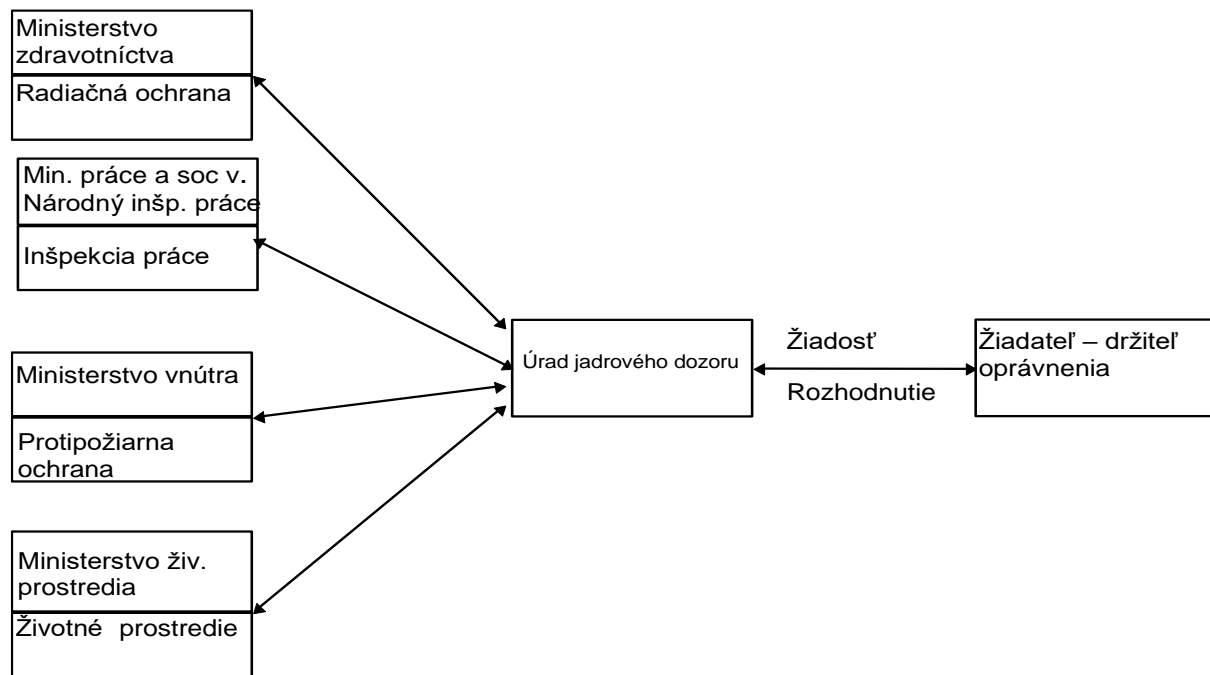 Ministerstvo
zdravotníctva
Radiačná ochrana
Min. práce a soc v.
Národný inšp. práce
Inšpekcia práce
Ministerstvo vnútra
Protipožiarna
ochrana
Ministerstvo živ.
prostredia
Životné prostredie
Úrad jadrového dozoru
Žiadosť
Rozhodnutie
Žiadateľ – držiteľ
oprávnenia